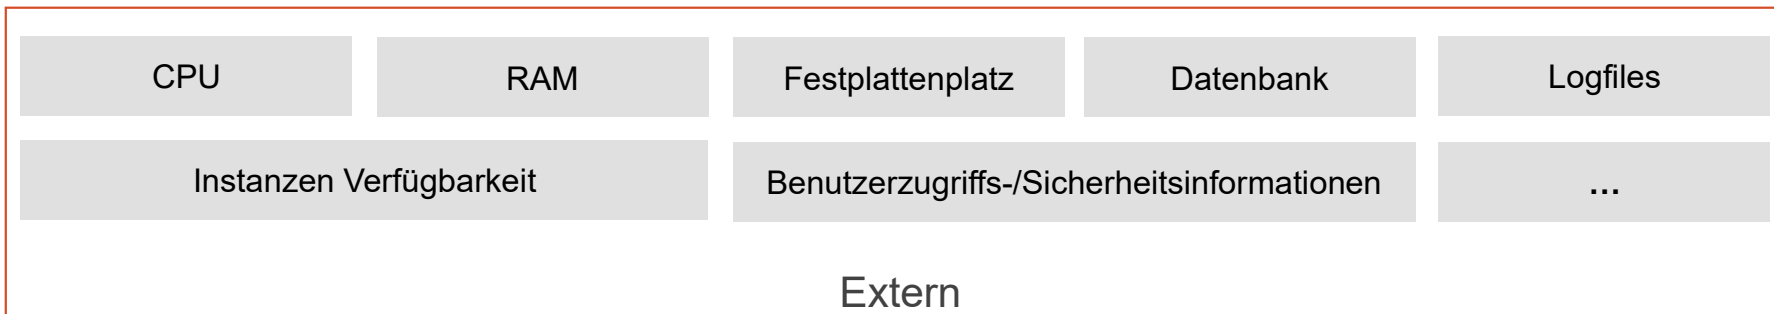 CPU
RAM
Festplattenplatz
Datenbank
Logfiles
Instanzen Verfügbarkeit
Benutzerzugriffs-/Sicherheitsinformationen
...
Extern